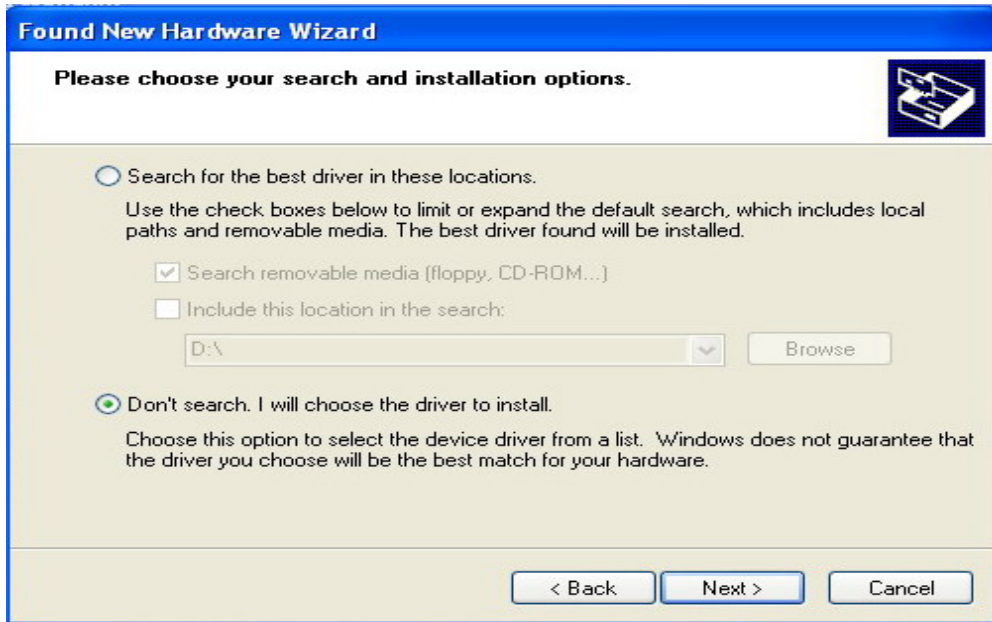 Found New Hardware Wizard
Please choose your search and installation options.
Search for the best driver in these locations.
Use the check boxes below to limit or expand the default search, which includes local
paths and removable media. The best driver found will be installed.
Search removable media (floppy, CD-ROM...)
Include this location in the search:
D:\
Browse
Don't search. I will choose the driver to install.
Choose this option to select the device driver from a list. Windows does not guarantee that
the driver you choose will be the best match for your hardware.
< Back
Next >
Cancel